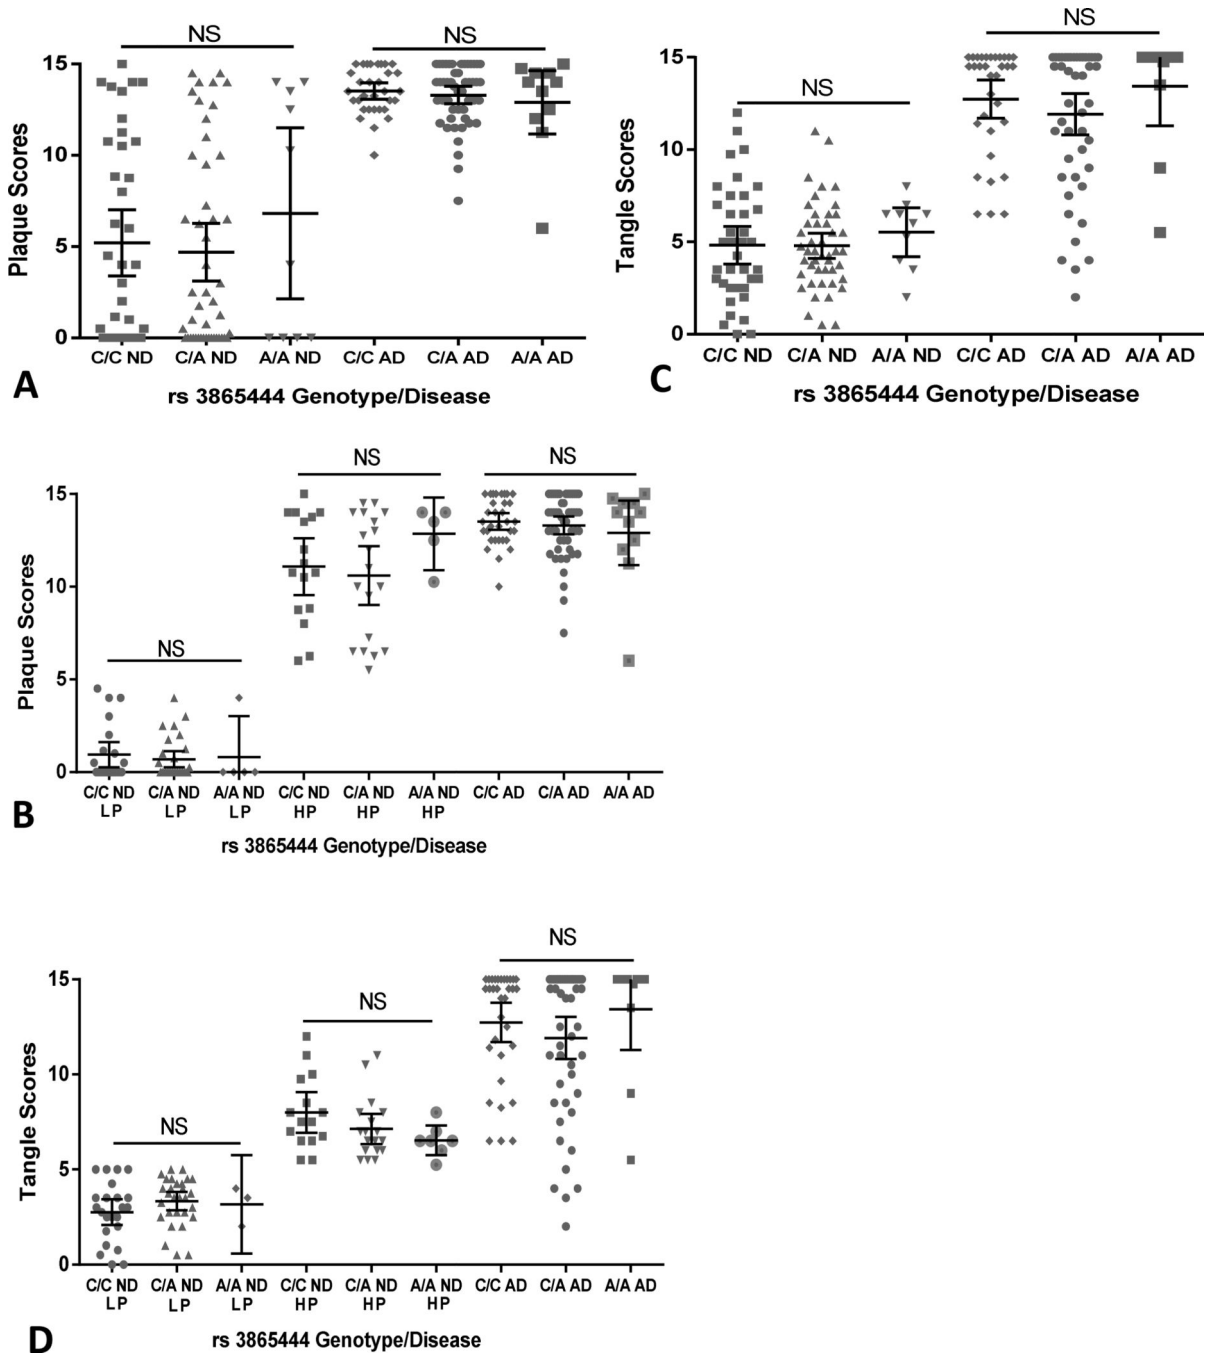 NS NS
15
10
5
0
Plaque Scores
C/C ND C/A ND A/A ND C/C AD C/A AD A/A AD
A rs 3865444 Genotype/Disease
NS
NS
15
10
5
0
Tangle Scores
C/C ND C/A ND A/A ND C/C AD C/A AD A/A AD
C
rs 3865444 Genotype/Disease
NS NS
NS
15
10
5
0
Plaque Scores
C/C ND C/A ND A/A ND C/C ND C/A ND A/A ND C/C AD C/A AD A/A AD
LP LP LP HP HP HP
B
rs 3865444 Genotype/Disease
NS
NS
NS
15
10
5
0
Tangle Scores
C/C ND C/A ND A/A ND C/C ND C/A ND A/A ND C/C AD C/A AD A/A AD
LP LP LP HP HP HP
D rs 3865444 Genotype/Disease